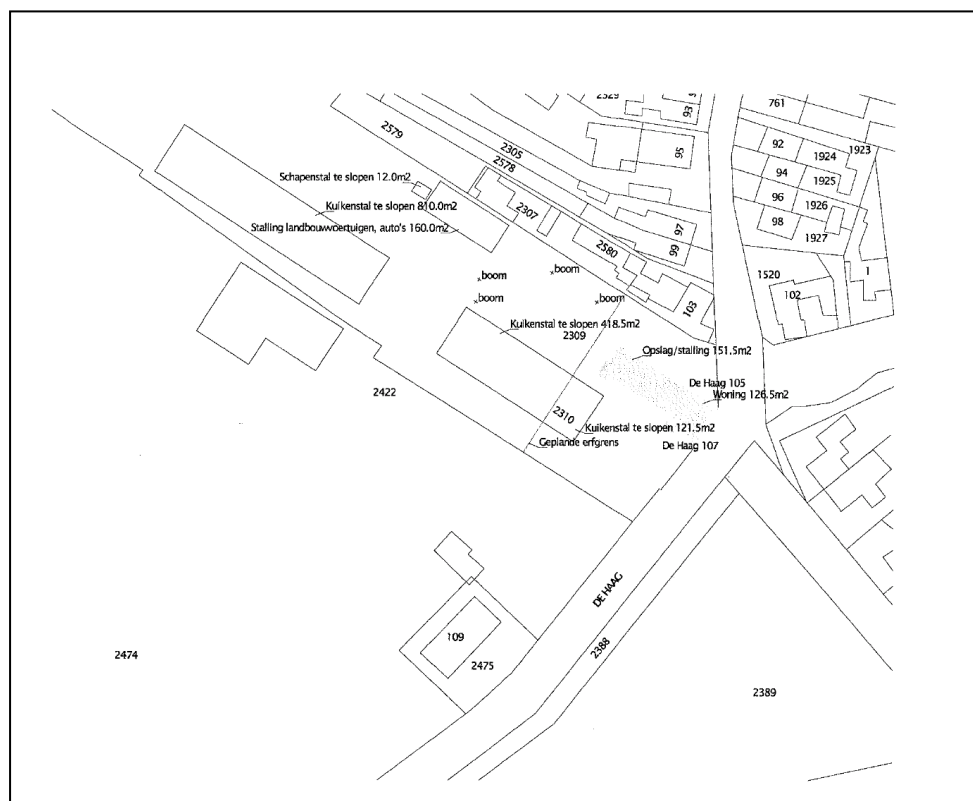 2529
93
761
2579
2305
95
92
1924
1923
2578
94
1925
Schapenstal te slopen 12.0m2
96
1926
Kuikenstal te slopen 810.0m2
2307
98
1927
Stalling landbouwvoertuigen, auto's 160.0m2
97
99
2580
boom
boom
1520
1
102
boom
boom
103
Kuikenstal te slopen 418.5m2
2309
Opslag/stalling 151.5m2
2422
De Haag 105
Woning 126.5m2
2310
Kuikenstal te slopen 121.5m2
Geplande erfgrens
De Haag 107
DE HAAG
109
2388
2474
2475
2389